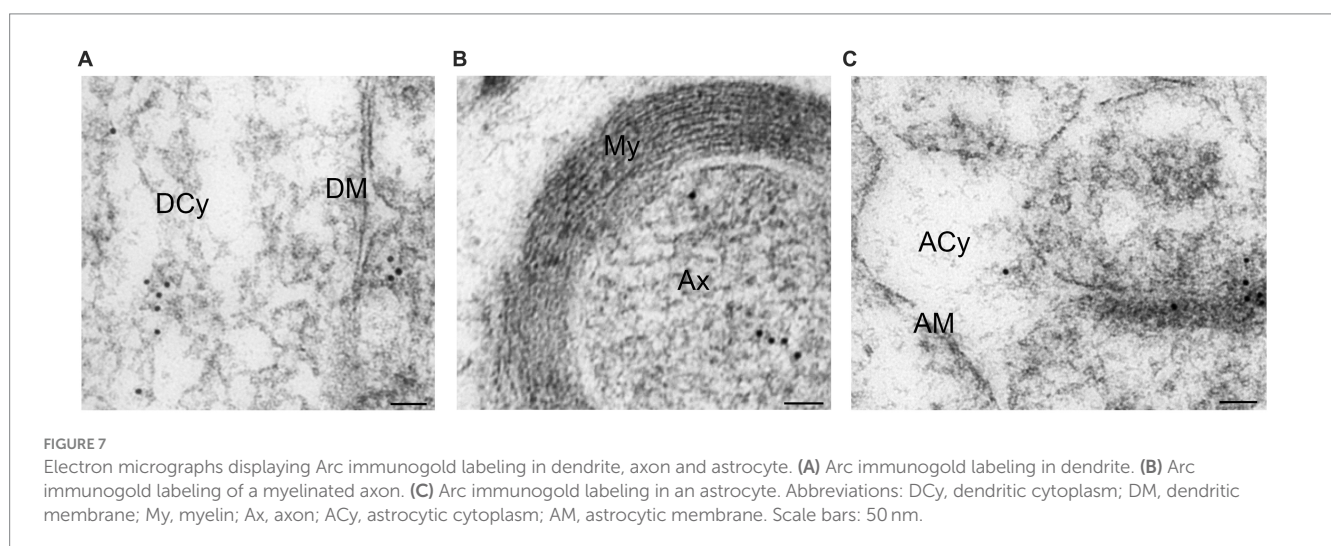 A
B
C
DCy
DM
My
Ax
ACy
AM
FIGURE 7
Electron micrographs displaying Arc immunogold labeling in dendrite, axon and astrocyte. (A) Arc immunogold labeling in dendrite. (B) Arc
immunogold labeling of a myelinated axon. (C) Arc immunogold labeling in an astrocyte. Abbreviations: DCy, dendritic cytoplasm; DM, dendritic
membrane; My, myelin; Ax, axon; ACy, astrocytic cytoplasm; AM, astrocytic membrane. Scale bars: 50 nm.